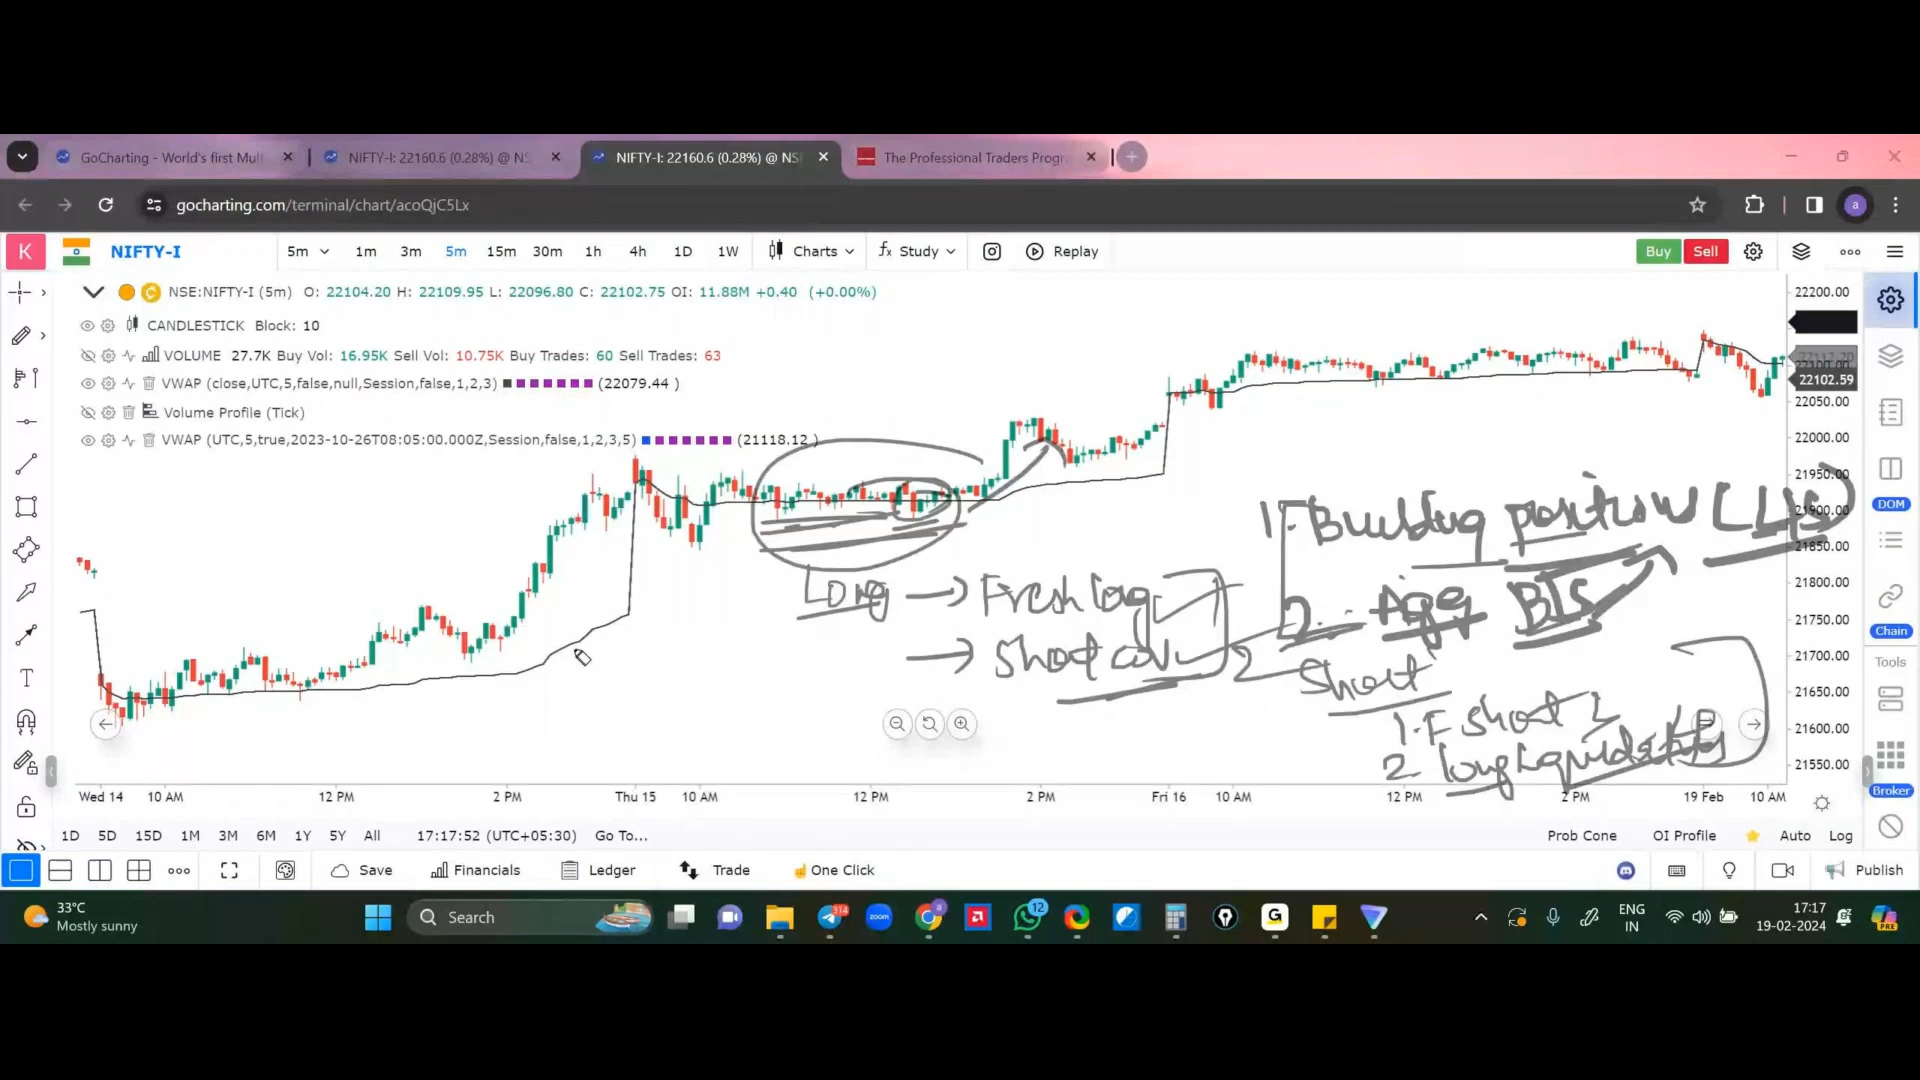 GoCharting - World's first Mul
NIFTY-I: 22160.6 (0.28%) @ NS
NIFTY-I: 22160.6 (0.28%) @ NS
The Professional Traders Progr
gocharting.com/terminal/chart/acoQjC5Lx
K
NIFTY-I
5m
1m
3m
5m
15m
30m
1h
4h
1D
1W
Charts
fx Study
Replay
Buy
Sell
NSE:NIFTY-I (5m) O: 22104.20 H: 22109.95 L: 22096.80 C: 22102.75 OI: 11.88M +0.40 (+0.00%)
CANDLESTICK Block: 10
VOLUME 27.7K Buy Vol: 16.95K Sell Vol: 10.75K Buy Trades: 60 Sell Trades: 63
VWAP (close,UTC,5,false,null,Session,false,1,2,3) (22079.44 )
Volume Profile (Tick)
VWAP (UTC,5,true,2023-10-26T08:05:00.000Z,Session,false,1,2,3,5) (21118.12 )
22200.00
22102.59
22050.00
22000.00
21950.00
21900.00
21850.00
21800.00
21750.00
21700.00
21650.00
21600.00
21550.00
1. Building position (L/S)
Long → Fresh long
→ Short cov
2. Agg BIS
Short
1. F short
2. long Liquidation
DOM
Chain
Tools
Broker
Wed 14
10 AM
12 PM
2 PM
Thu 15
10 AM
12 PM
2 PM
Fri 16
10 AM
12 PM
2 PM
19 Feb
10 AM
1D
5D
15D
1M
3M
6M
1Y
5Y
All
17:17:52 (UTC+05:30)
Go To...
Prob Cone
OI Profile
Auto
Log
Save
Financials
Ledger
Trade
One Click
Publish
33°C
Mostly sunny
Search
314
zoom
12
ENG
IN
17:17
19-02-2024
PRE